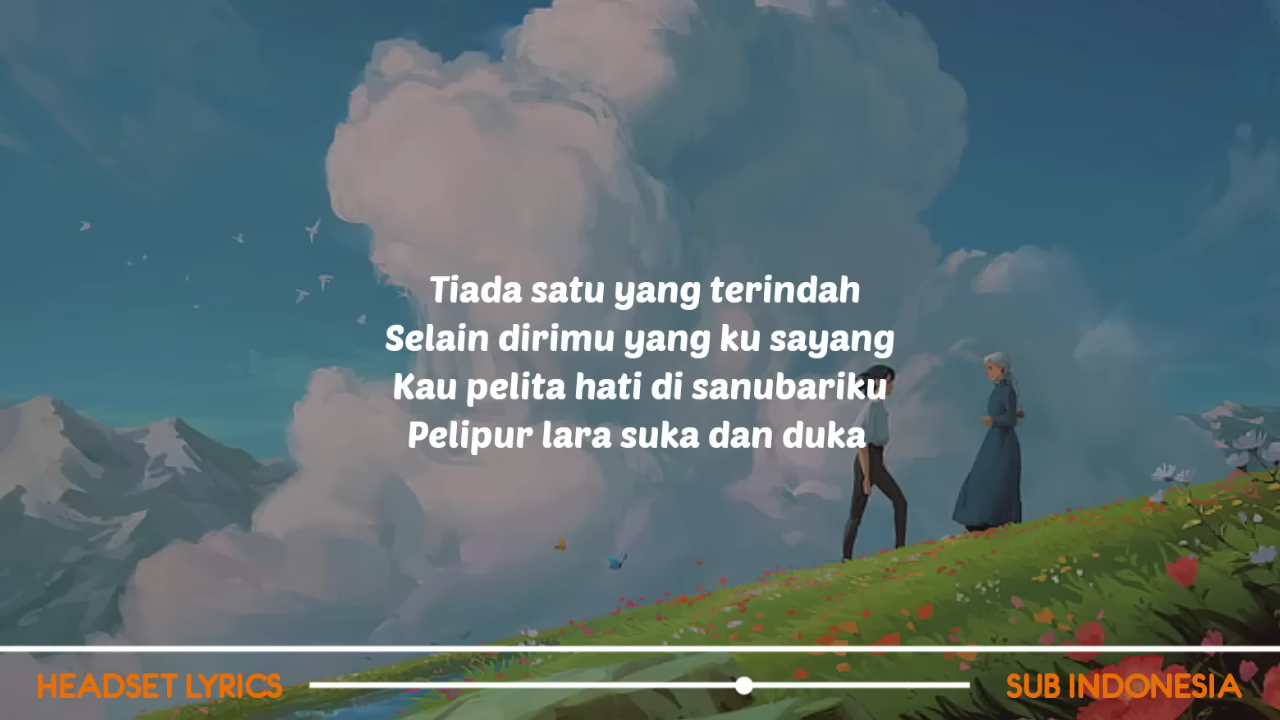 Tiada satu yang terindah
Selain dirimu yang ku sayang
Kau pelita hati di sanubariku
Pelipur lara suka dan duka
HEADSET LYRICS
SUB INDONESIA